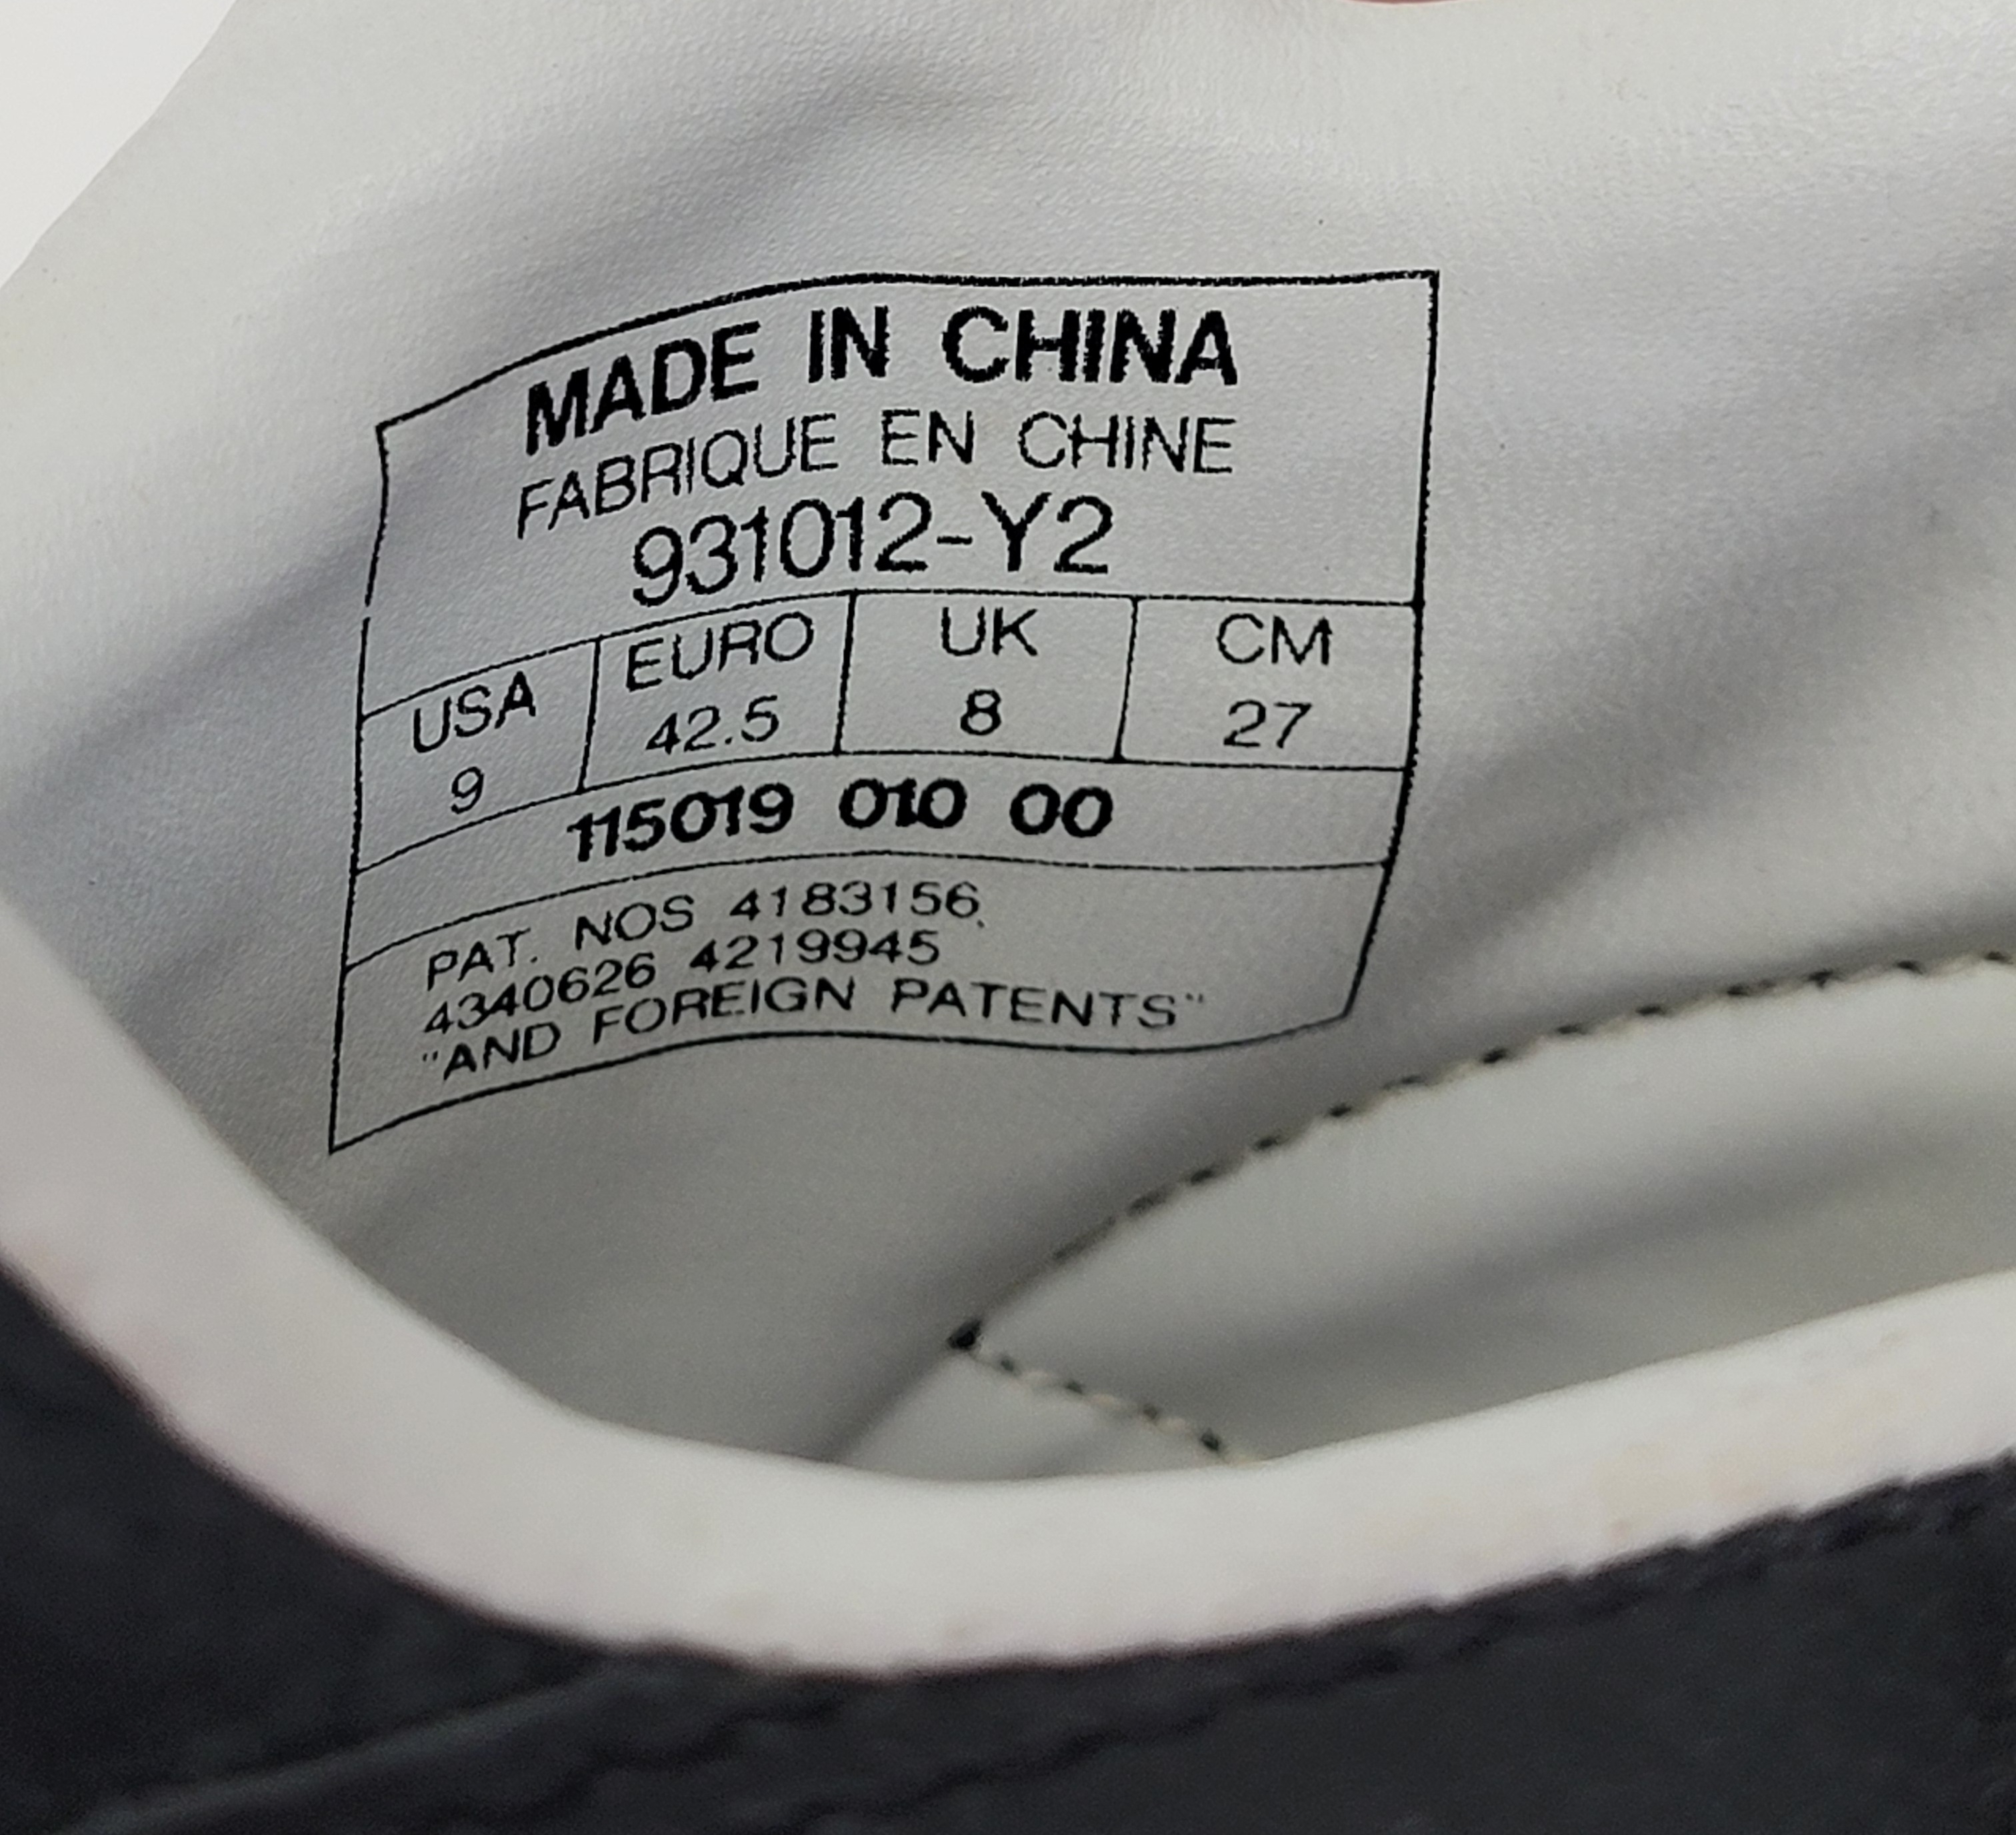 MADE IN CHINA
FABRIQUE EN CHINE
931012-Y2
USA EURO UK CM
9 42.5 8 27
115019 010 00
PAT. NOS 4183156,
4340626 4219945
"AND FOREIGN PATENTS"